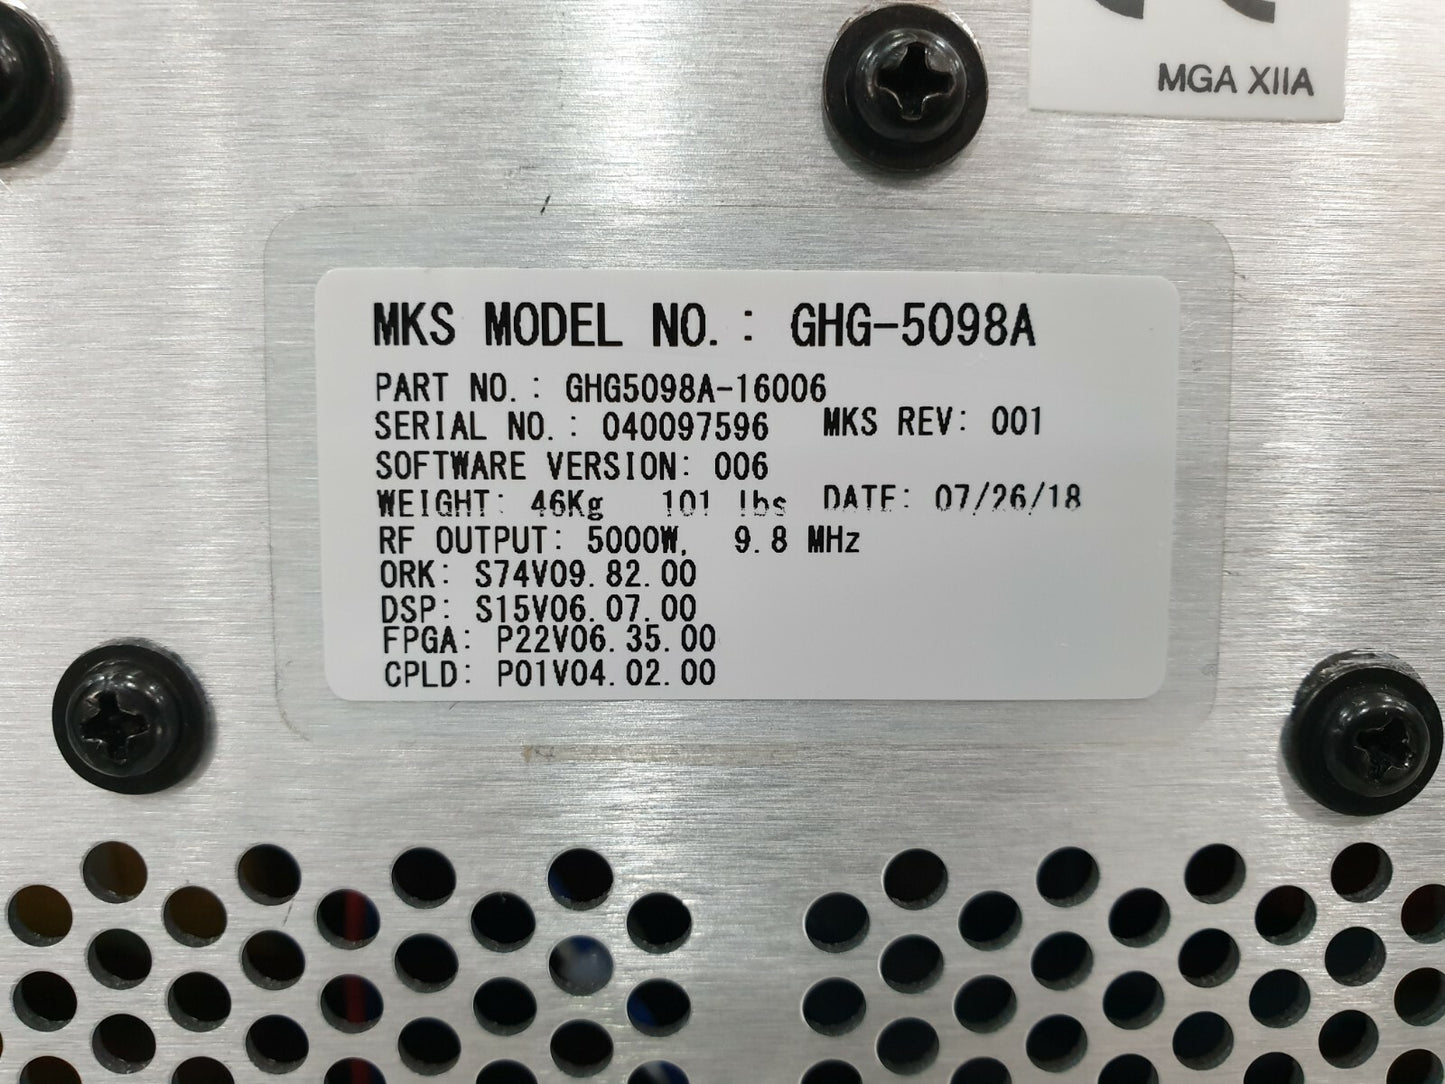 MGA XIIA
MKS MODEL NO.: GHG-5098A
PART NO.: GHG5098A-16006
SERIAL NO.: 040097596 MKS REV: 001
SOFTWARE VERSION: 006
WEIGHT: 46Kg 101 lbs DATE: 07/26/18
RF OUTPUT: 5000W, 9.8 MHz
ORK: S74V09.82.00
DSP: S15V06.07.00
FPGA: P22V06.35.00
CPLD: P01V04.02.00